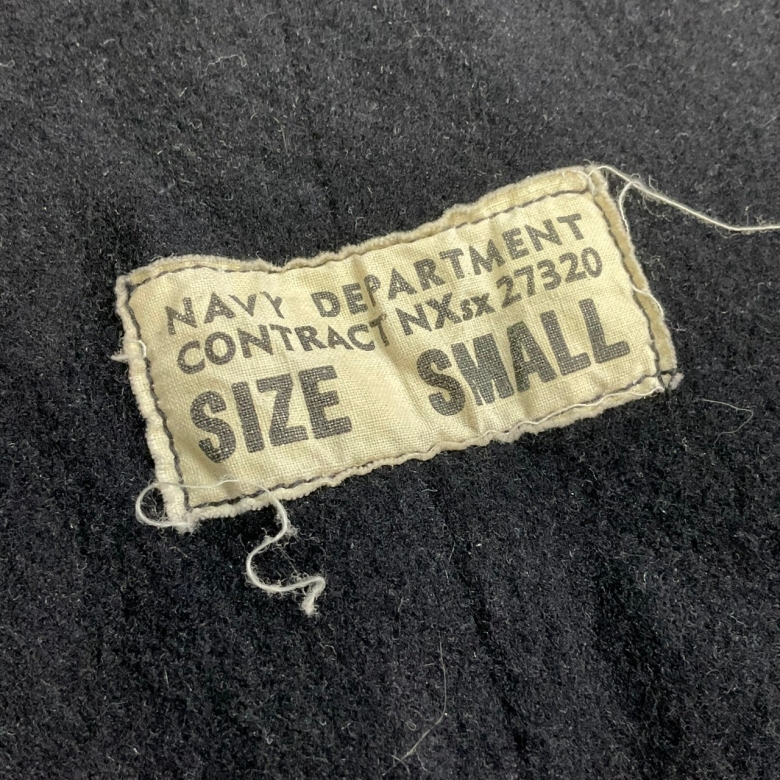 NAVY DEPARTMENT
CONTRACT NXsx 27320
SIZE SMALL